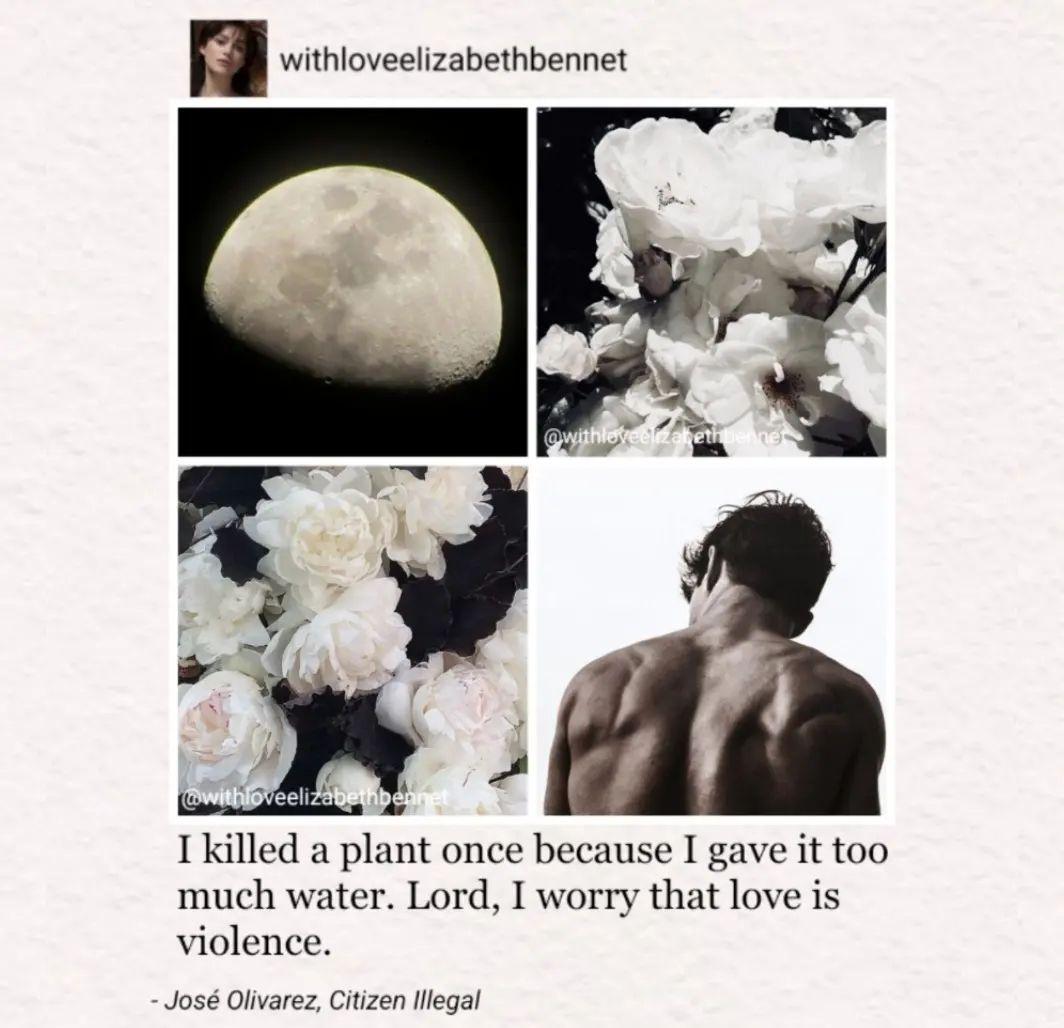 withloveelizabethbennet
@withloveelizabethbennet
@withloveelizabethbennet
I killed a plant once because I gave it too
much water. Lord, I worry that love is
violence.
- José Olivarez, Citizen Illegal